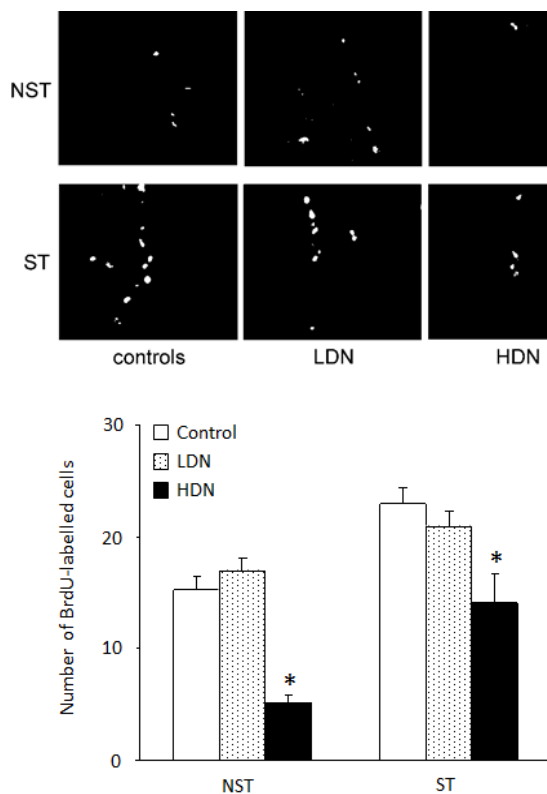 NST
ST
controls LDN HDN
30
20
10
0
Number of BrdU-labelled cells
Control
LDN
HDN
*
*
NST ST